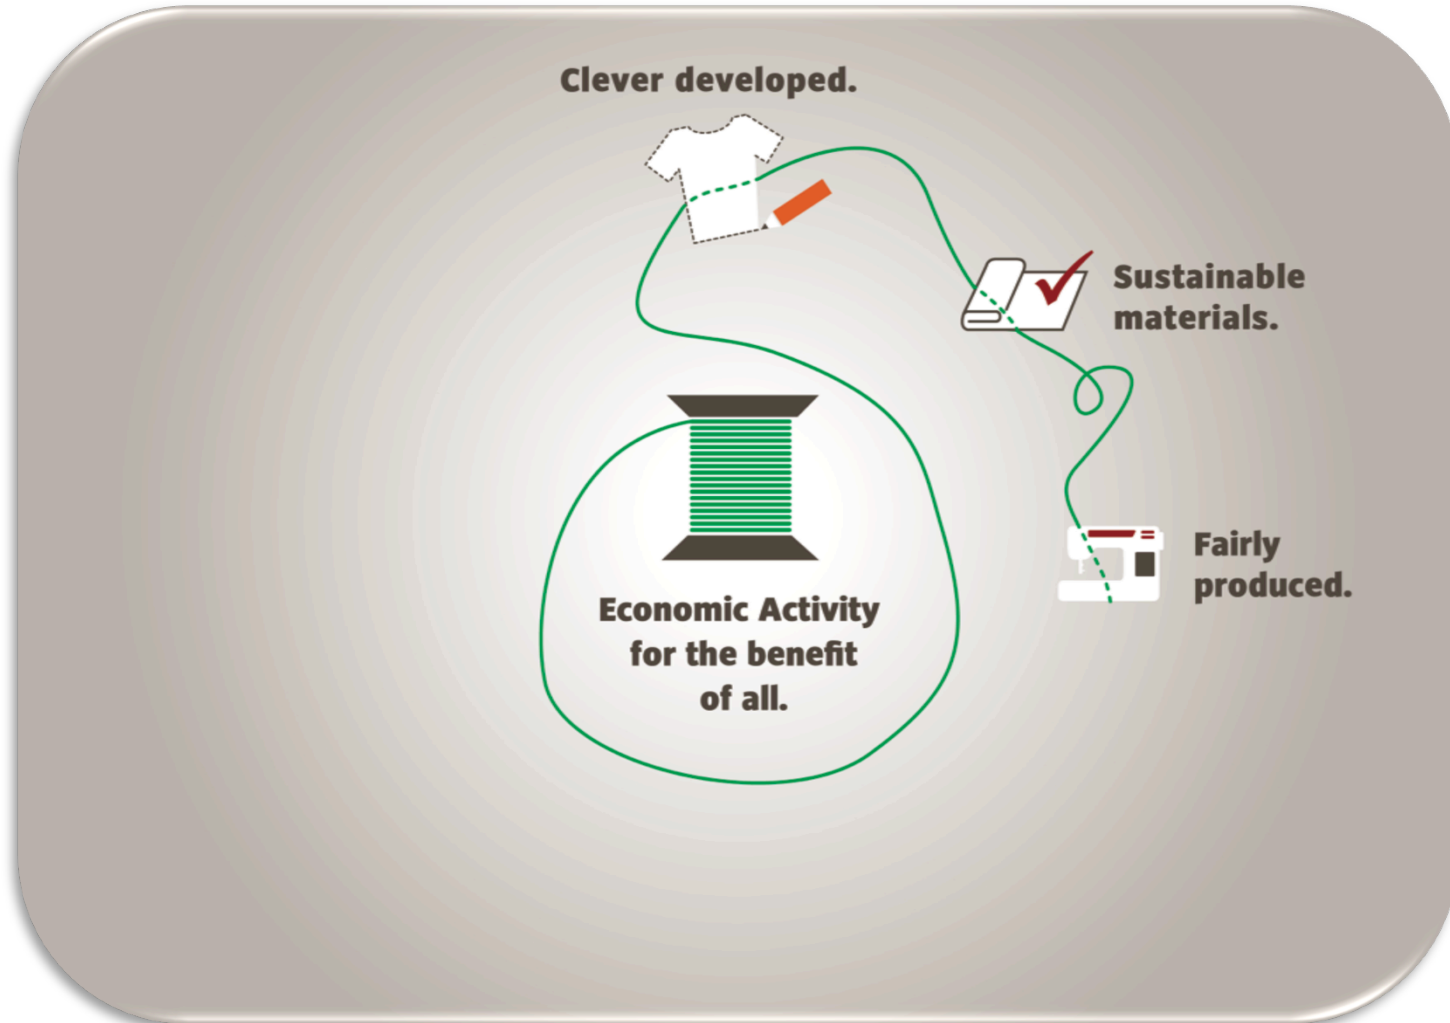 Clever developed.
Sustainable
materials.
Fairly
produced.
Economic Activity
for the benefit
of all.